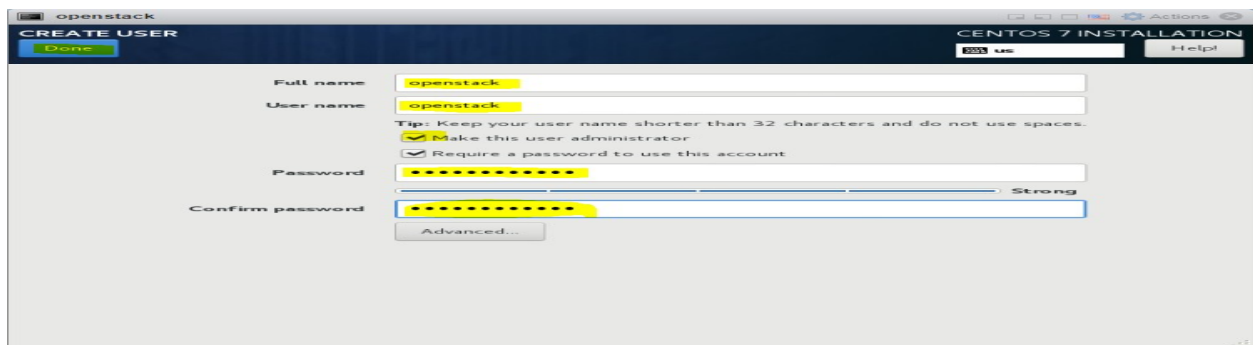 openstack
Actions
CREATE USER
CENTOS 7 INSTALLATION
Done
us
Help!
Full name
openstack
User name
openstack
Tip: Keep your user name shorter than 32 characters and do not use spaces.
Make this user administrator
Require a password to use this account
Password
••••••••••••
Strong
Confirm password
••••••••••••
Advanced...